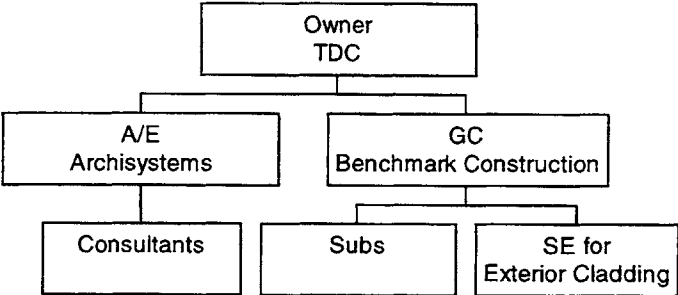 Owner
TDC
A/E
Archisystems
GC
Benchmark Construction
Consultants
Subs
SE for
Exterior Cladding